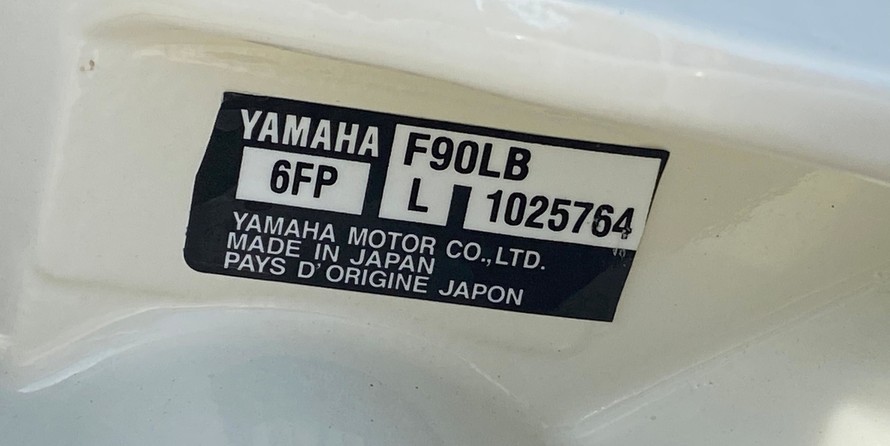 YAMAHA F90LB
6FP L 1025764
YAMAHA MOTOR CO.,LTD.
MADE IN JAPAN
PAYS D'ORIGINE JAPON